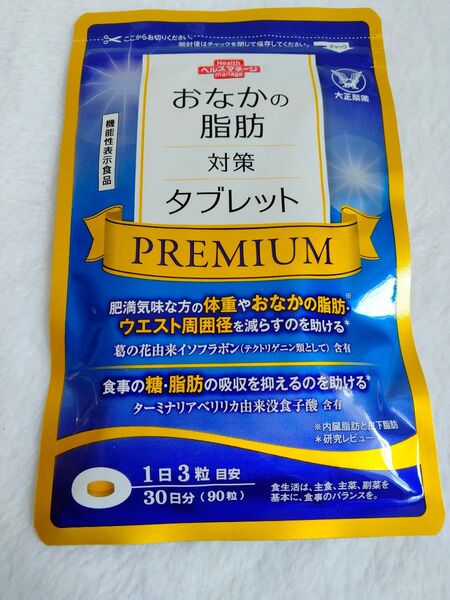 ここからお切りください。
開封後はチャックを閉じて保存してください。
チャック
Health
ヘルスマネージ
manage
大正製薬
おなかの
脂肪
対策
タブレット
機能性表示食品
PREMIUM
肥満気味な方の体重やおなかの脂肪※・
ウエスト周囲径を減らすのを助ける*
葛の花由来イソフラボン(テクトリゲニン類として)含有
食事の糖・脂肪の吸収を抑えるのを助ける*
ターミナリアベリリカ由来没食子酸 含有
※内臓脂肪と皮下脂肪
*研究レビュー
1日3粒 目安
30日分(90粒)
食生活は、主食、主菜、副菜を
基本に、食事のバランスを。